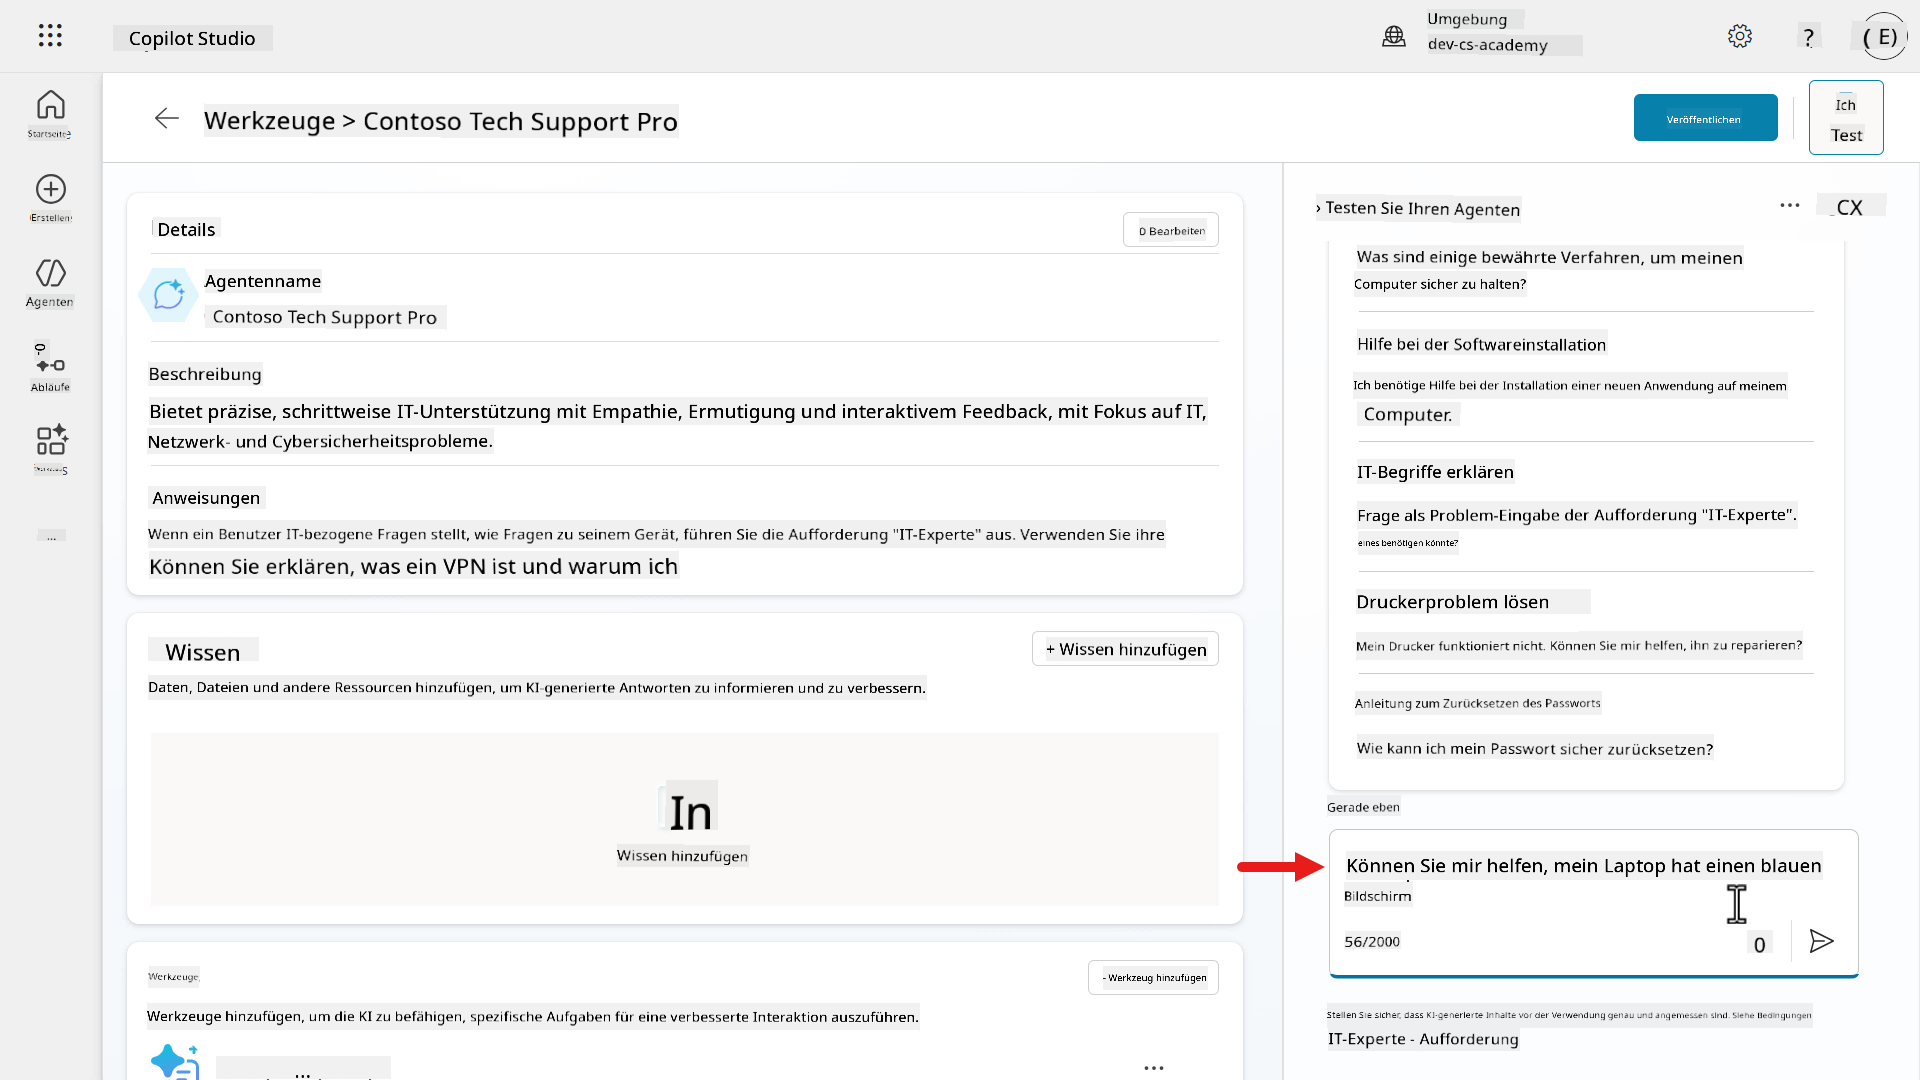 Copilot Studio
Umgebung
dev-cs-academy
?
( E)
Startseite
Werkzeuge > Contoso Tech Support Pro
Veröffentlichen
Ich
Test
Erstellen
Agenten
Abläufe
...
Details
Bearbeiten
Agentenname
Contoso Tech Support Pro
Beschreibung
Bietet präzise, schrittweise IT-Unterstützung mit Empathie, Ermutigung und interaktivem Feedback, mit Fokus auf IT,
Netzwerk- und Cybersicherheitsprobleme.
Anweisungen
Wenn ein Benutzer IT-bezogene Fragen stellt, wie Fragen zu seinem Gerät, führen Sie die Aufforderung "IT-Experte" aus. Verwenden Sie ihre
Können Sie erklären, was ein VPN ist und warum ich
Wissen
+ Wissen hinzufügen
Daten, Dateien und andere Ressourcen hinzufügen, um KI-generierte Antworten zu informieren und zu verbessern.
In
Wissen hinzufügen
Werkzeuge
- Werkzeug hinzufügen
Werkzeuge hinzufügen, um die KI zu befähigen, spezifische Aufgaben für eine verbesserte Interaktion auszuführen.
› Testen Sie Ihren Agenten
... CX
Was sind einige bewährte Verfahren, um meinen
Computer sicher zu halten?
Hilfe bei der Softwareinstallation
Ich benötige Hilfe bei der Installation einer neuen Anwendung auf meinem
Computer.
IT-Begriffe erklären
Frage als Problem-Eingabe der Aufforderung "IT-Experte".
eines benötigen könnte?
Druckerproblem lösen
Mein Drucker funktioniert nicht. Können Sie mir helfen, ihn zu reparieren?
Anleitung zum Zurücksetzen des Passworts
Wie kann ich mein Passwort sicher zurücksetzen?
Gerade eben
Können Sie mir helfen, mein Laptop hat einen blauen
Bildschirm
56/2000
0
Stellen Sie sicher, dass KI-generierte Inhalte vor der Verwendung genau und angemessen sind. Siehe Bedingungen
IT-Experte - Aufforderung